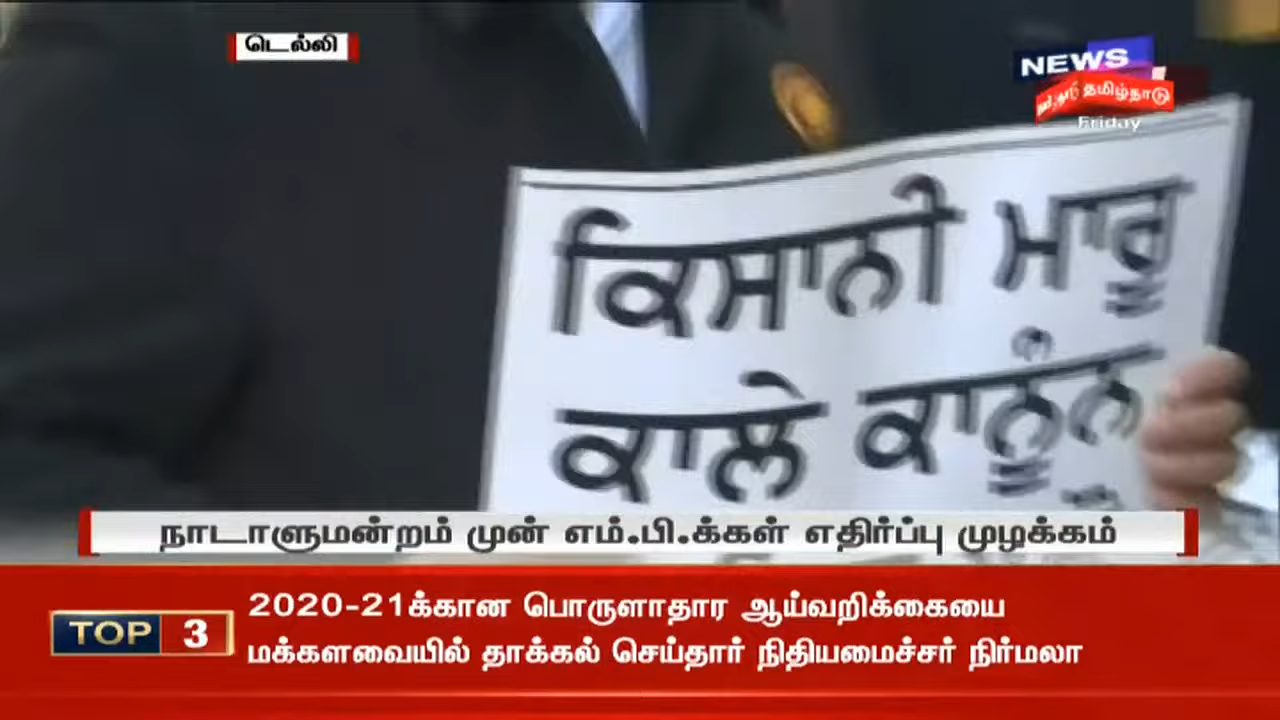 டெல்லி
NEWS
தமிழ்நாடு
Friday
ਕਿਸਾਨੀ ਮਾਰੂ
ਕਾਲੇ ਕਾਨੂੰਨ
நாடாளுமன்றம் முன் எம்.பி.க்கள் எதிர்ப்பு முழக்கம்
TOP 3
2020-21க்கான பொருளாதார ஆய்வறிக்கையை
மக்களவையில் தாக்கல் செய்தார் நிதியமைச்சர் நிர்மலா